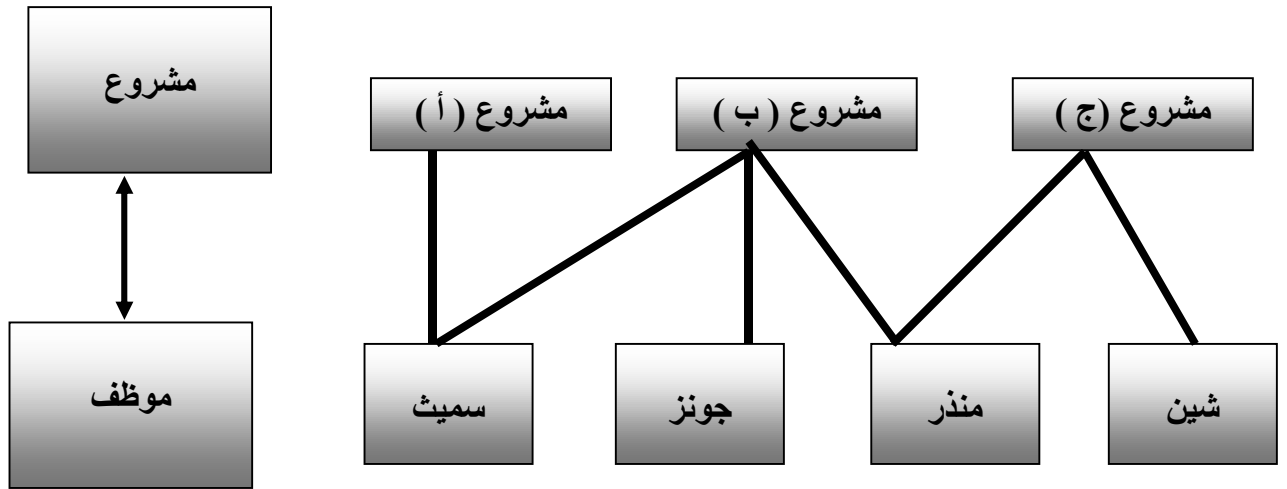 مشروع
موظف
مشروع ( أ )
مشروع ( ب )
مشروع (ج )
سميث
جونز
منذر
شين